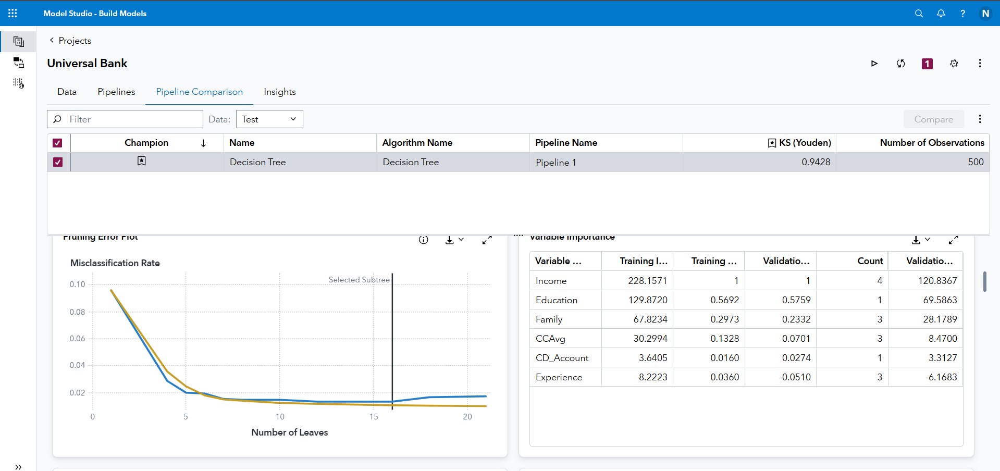 Model Studio - Build Models
?
N
Projects
Universal Bank
1
Data Pipelines Pipeline Comparison Insights
Filter Data: Test Compare
Champion Name Algorithm Name Pipeline Name KS (Youden) Number of Observations
Decision Tree Decision Tree Pipeline 1 0.9428 500
Pruning Error Plot
Misclassification Rate
Selected Subtree
0.10
0.08
0.06
0.04
0.02
0 5 10 15 20
Number of Leaves
Variable Importance
Variable ... Training I... Training ... Validatio... Count Validatio...
Income 228.1571 1 1 4 120.8367
Education 129.8720 0.5692 0.5759 1 69.5863
Family 67.8234 0.2973 0.2332 3 28.1789
CCAvg 30.2994 0.1328 0.0701 3 8.4700
CD_Account 3.6405 0.0160 0.0274 1 3.3127
Experience 8.2223 0.0360 -0.0510 3 -6.1683